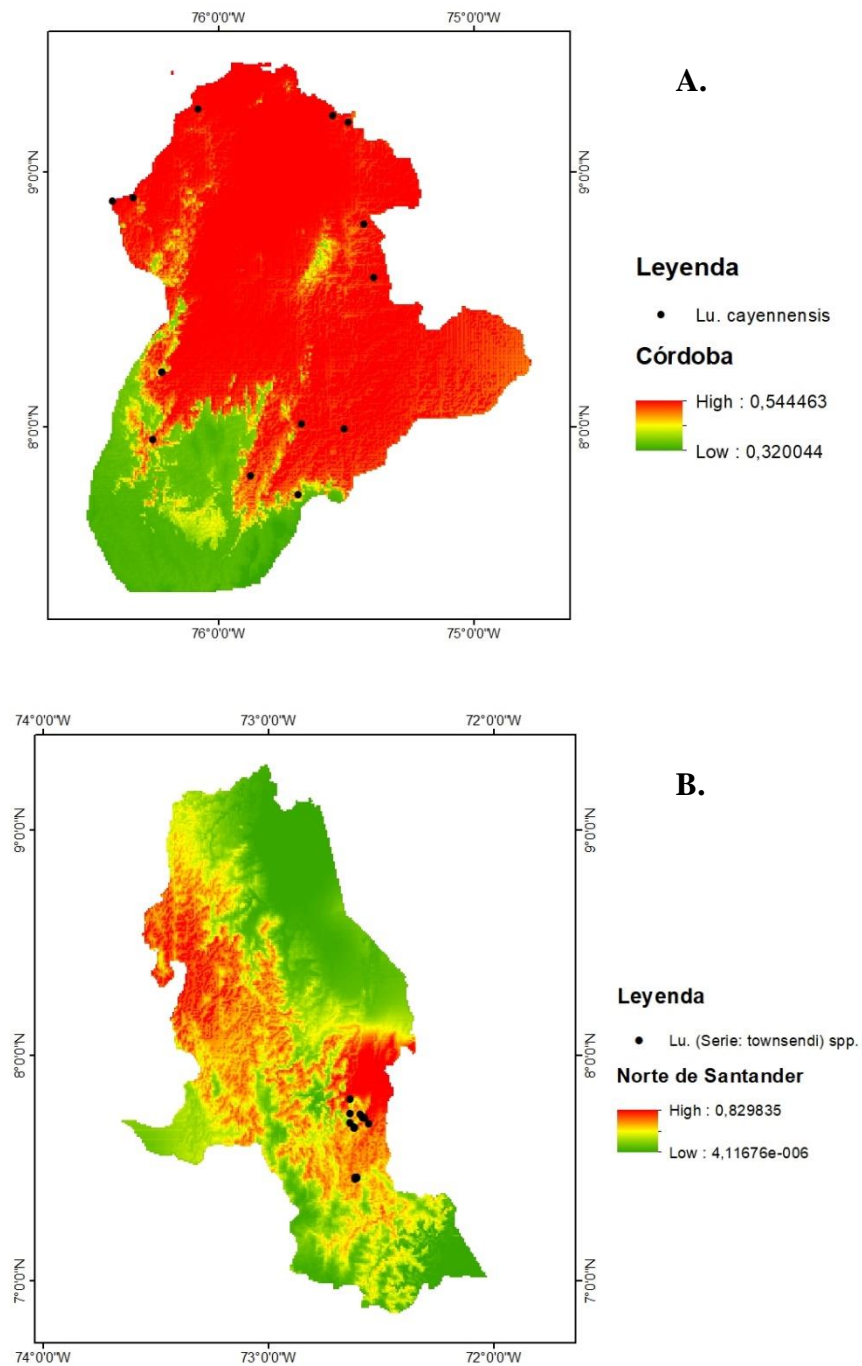 76°0'0"W
75°0'0"W
A.
9°0'0"N
9°0'0"N
8°0'0"N
8°0'0"N
Leyenda
Lu. cayennensis
Córdoba
High : 0,544463
Low : 0,320044
76°0'0"W
75°0'0"W
74°0'0"W
73°0'0"W
72°0'0"W
B.
9°0'0"N
9°0'0"N
8°0'0"N
8°0'0"N
7°0'0"N
7°0'0"N
Leyenda
Lu. (Serie: townsendi) spp.
Norte de Santander
High : 0,829835
Low : 4,11676e-006
74°0'0"W
73°0'0"W
72°0'0"W